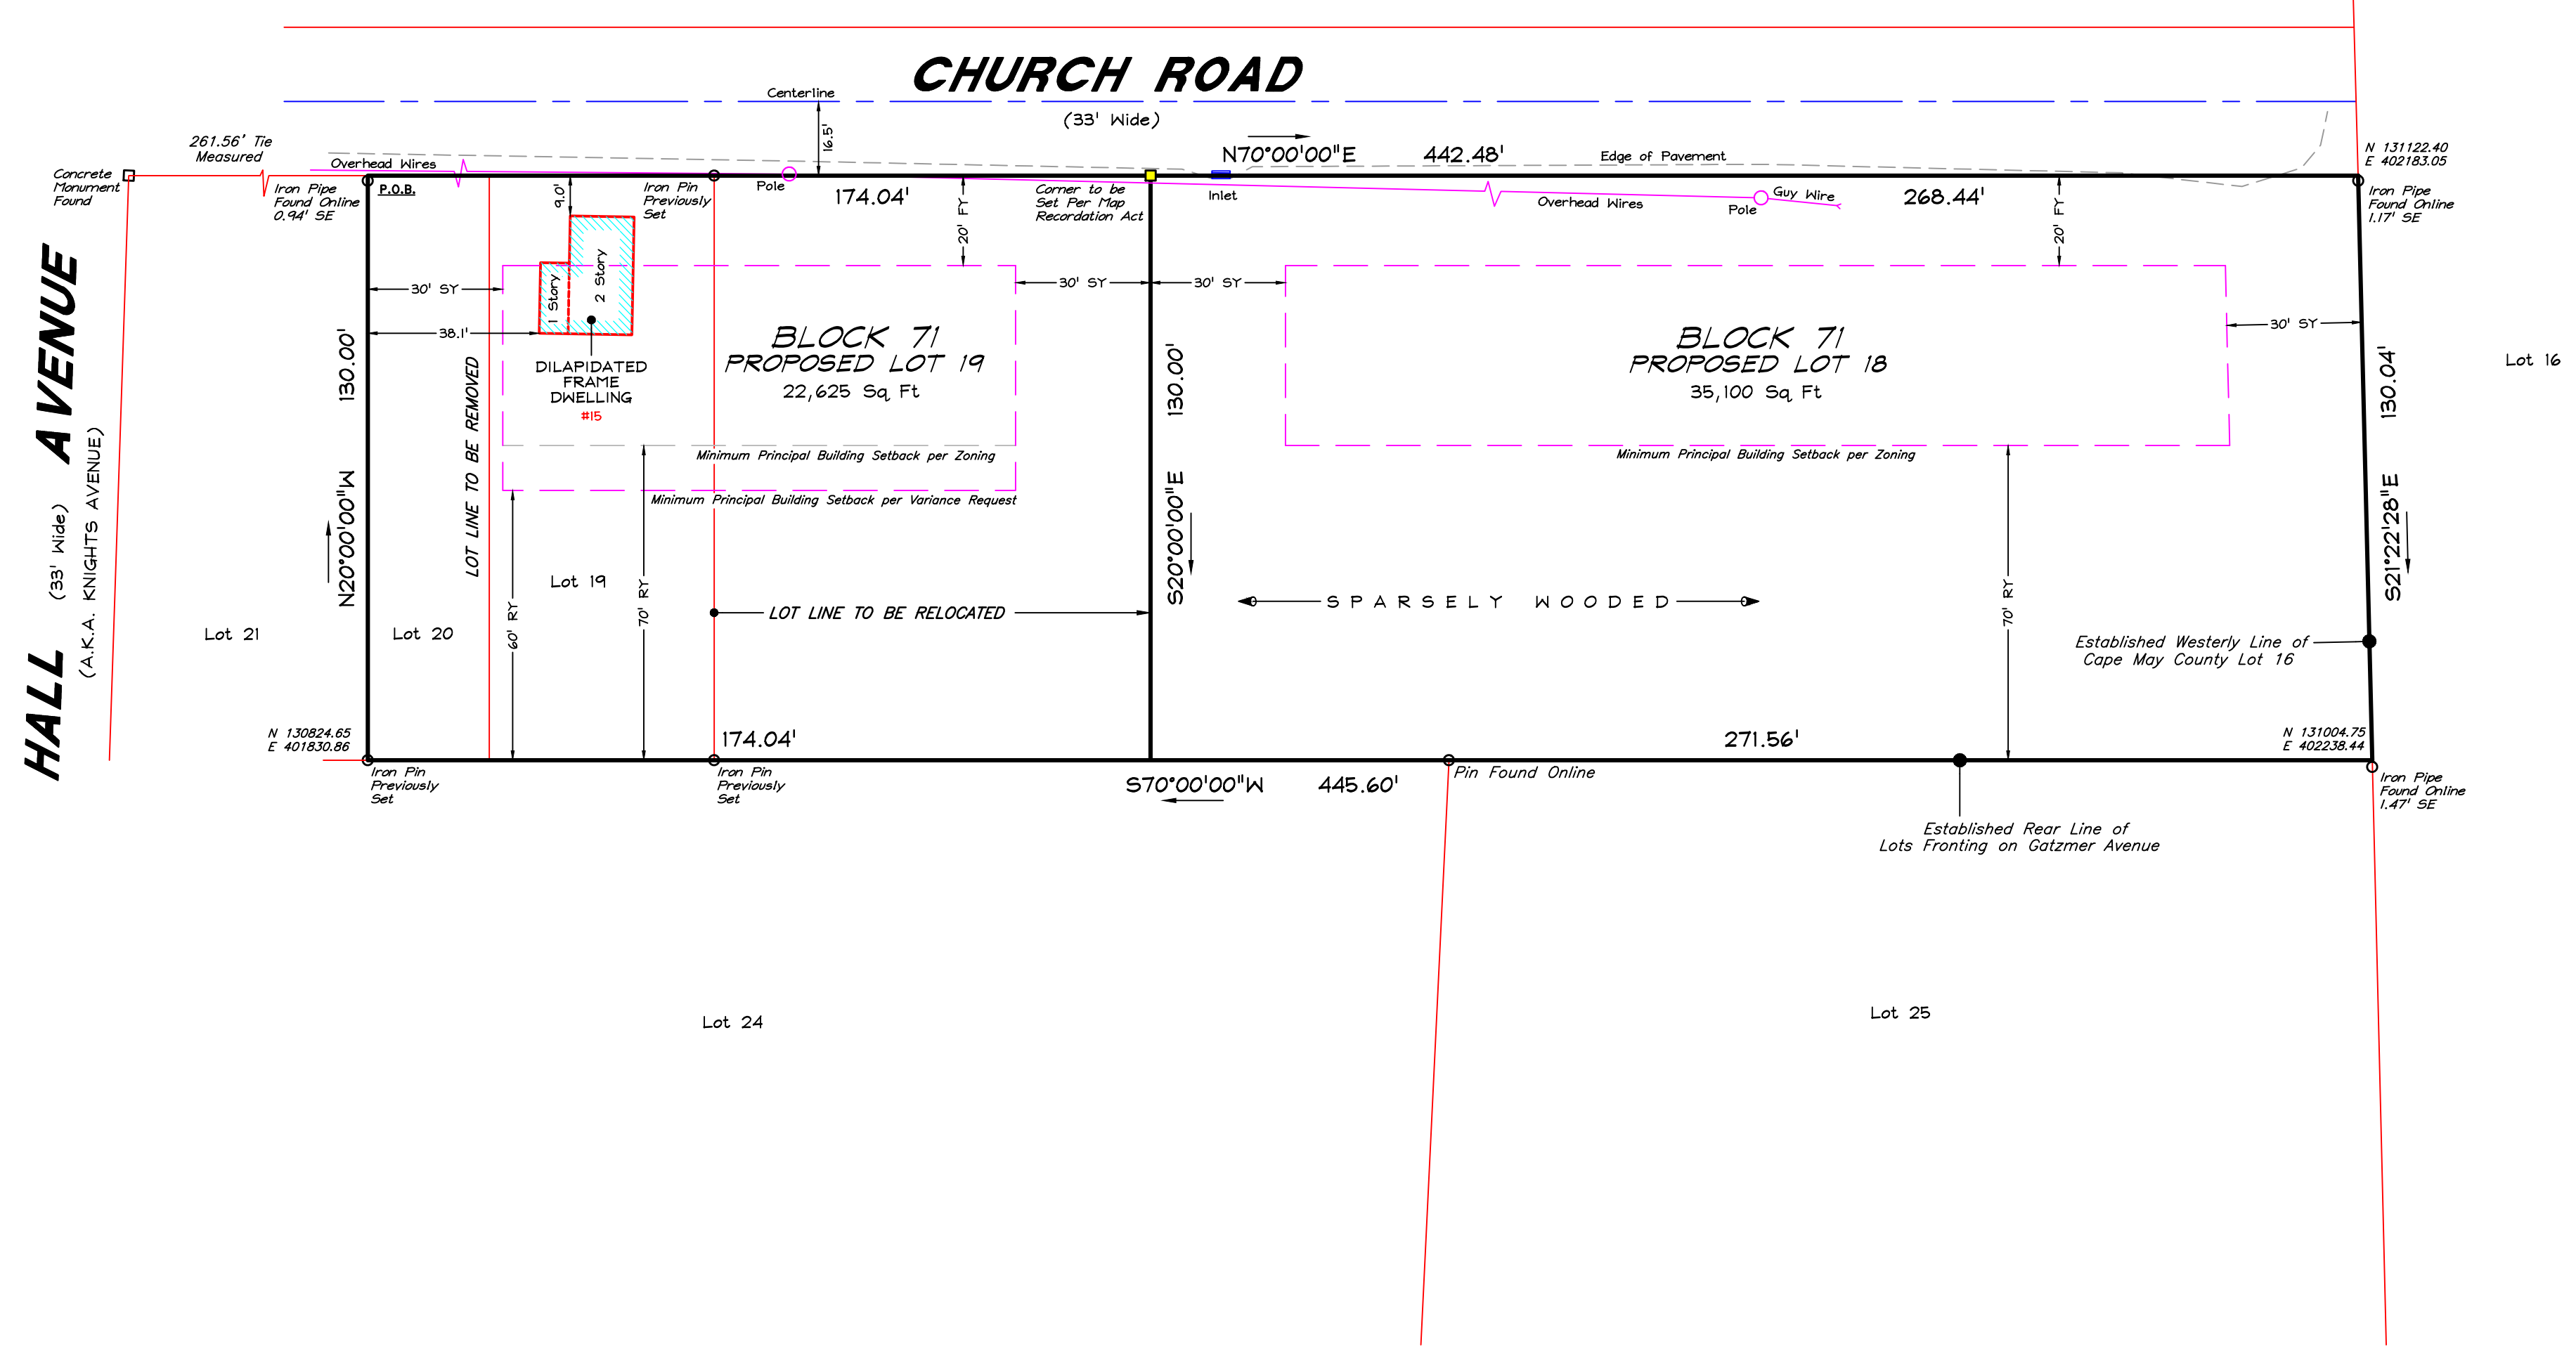 CHURCH ROAD
Centerline
(33' Wide)
16.5'
261.56' Tie
Measured
Concrete
Monument
Found
Overhead Wires
N70°00'00"E 442.48'
Edge of Pavement
N 131122.40
E 402183.05
Iron Pipe
Found Online
0.94' SE
P.O.B.
9.0'
Iron Pin
Previously
Set
Pole
174.04'
20' FY
Corner to be
Set Per Map
Recordation Act
Inlet
Overhead Wires
Pole
Guy Wire
268.44'
20' FY
Iron Pipe
Found Online
1.17' SE
30' SY
38.1'
1 Story
2 Story
30' SY
30' SY
30' SY
DILAPIDATED
FRAME
DWELLING
#15
BLOCK 71
PROPOSED LOT 19
22,625 Sq Ft
BLOCK 71
PROPOSED LOT 18
35,100 Sq Ft
Lot 16
HALL AVENUE
(33' Wide)
(A.K.A. KNIGHTS AVENUE)
N20°00'00"W 130.00'
LOT LINE TO BE REMOVED
S20°00'00"E 130.00'
S21°22'28"E 130.04'
Minimum Principal Building Setback per Zoning
Minimum Principal Building Setback per Variance Request
Minimum Principal Building Setback per Zoning
Lot 19
Lot 21
Lot 20
60' RY
70' RY
LOT LINE TO BE RELOCATED
SPARSELY WOODED
70' RY
Established Westerly Line of
Cape May County Lot 16
N 130824.65
E 401830.86
174.04'
271.56'
N 131004.75
E 402238.44
Iron Pin
Previously
Set
Iron Pin
Previously
Set
S70°00'00"W 445.60'
Pin Found Online
Iron Pipe
Found Online
1.47' SE
Established Rear Line of
Lots Fronting on Gatzmer Avenue
Lot 24
Lot 25